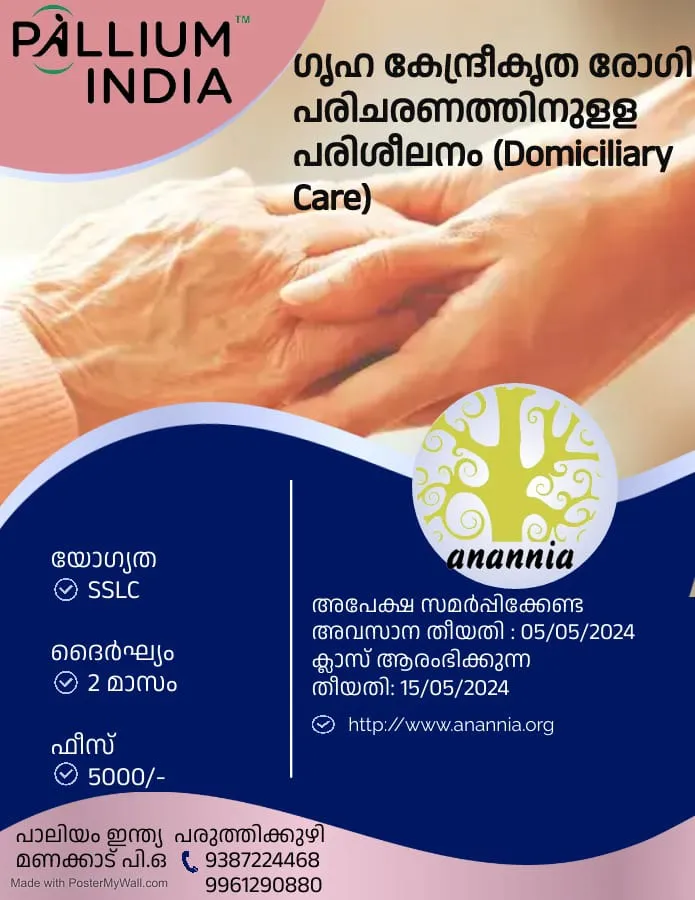 PALLIUM™
INDIA
ഗൃഹ കേന്ദ്രീകൃത രോഗി
പരിചരണത്തിനുളള
പരിശീലനം (Domiciliary
Care)
anannia
യോഗ്യത
SSLC
ദൈർഘ്യം
2 മാസം
ഫീസ്
5000/-
അപേക്ഷ സമർപ്പിക്കേണ്ട
അവസാന തീയതി : 05/05/2024
ക്ലാസ് ആരംഭിക്കുന്ന
തീയതി: 15/05/2024
http://www.anannia.org
പാലിയം ഇന്ത്യ പരുത്തിക്കുഴി
മണക്കാട് പി.ഒ 9387224468
9961290880
Made with PosterMyWall.com